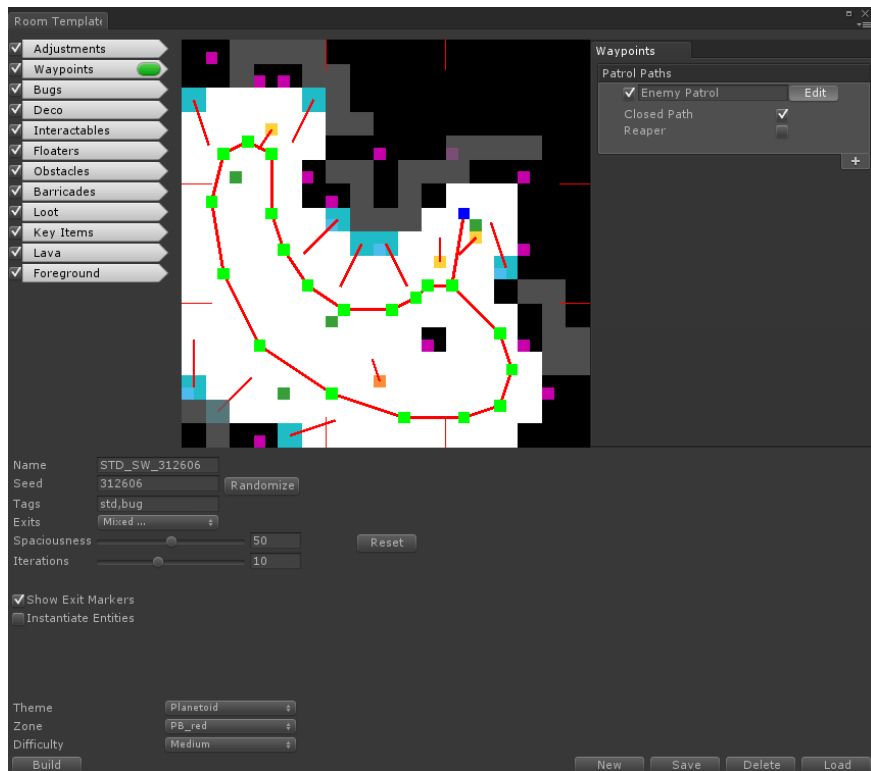 Room Templat
Adjustments
Waypoints
Bugs
Deco
Interactables
Floaters
Obstacles
Barricades
Loot
Key Items
Lava
Foreground
Waypoints
Patrol Paths
Enemy Patrol Edit
Closed Path
Reaper
+
Name STD_SW_312606
Seed 312606 Randomize
Tags std,bug
Exits Mixed ...
Spaciousness 50 Reset
Iterations 10
Show Exit Markers
Instantiate Entities
Theme Planetoid
Zone PB_red
Difficulty Medium
Build New Save Delete Load